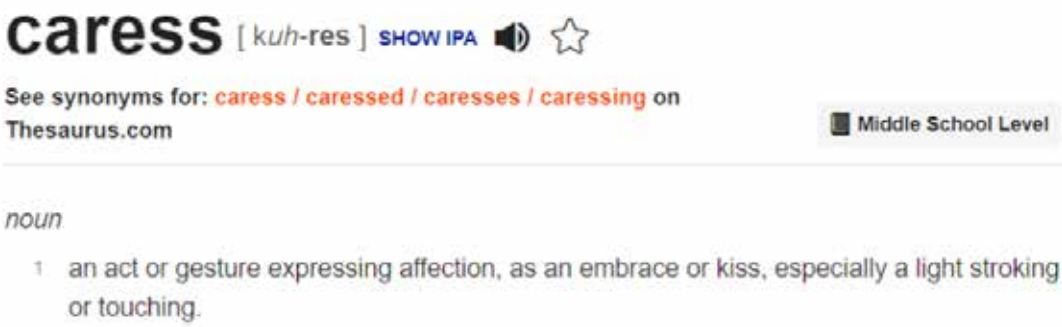 caress [ kuh-res ] SHOW IPA
See synonyms for: caress / caressed / caresses / caressing on
Thesaurus.com
Middle School Level
noun
1 an act or gesture expressing affection, as an embrace or kiss, especially a light stroking
or touching.